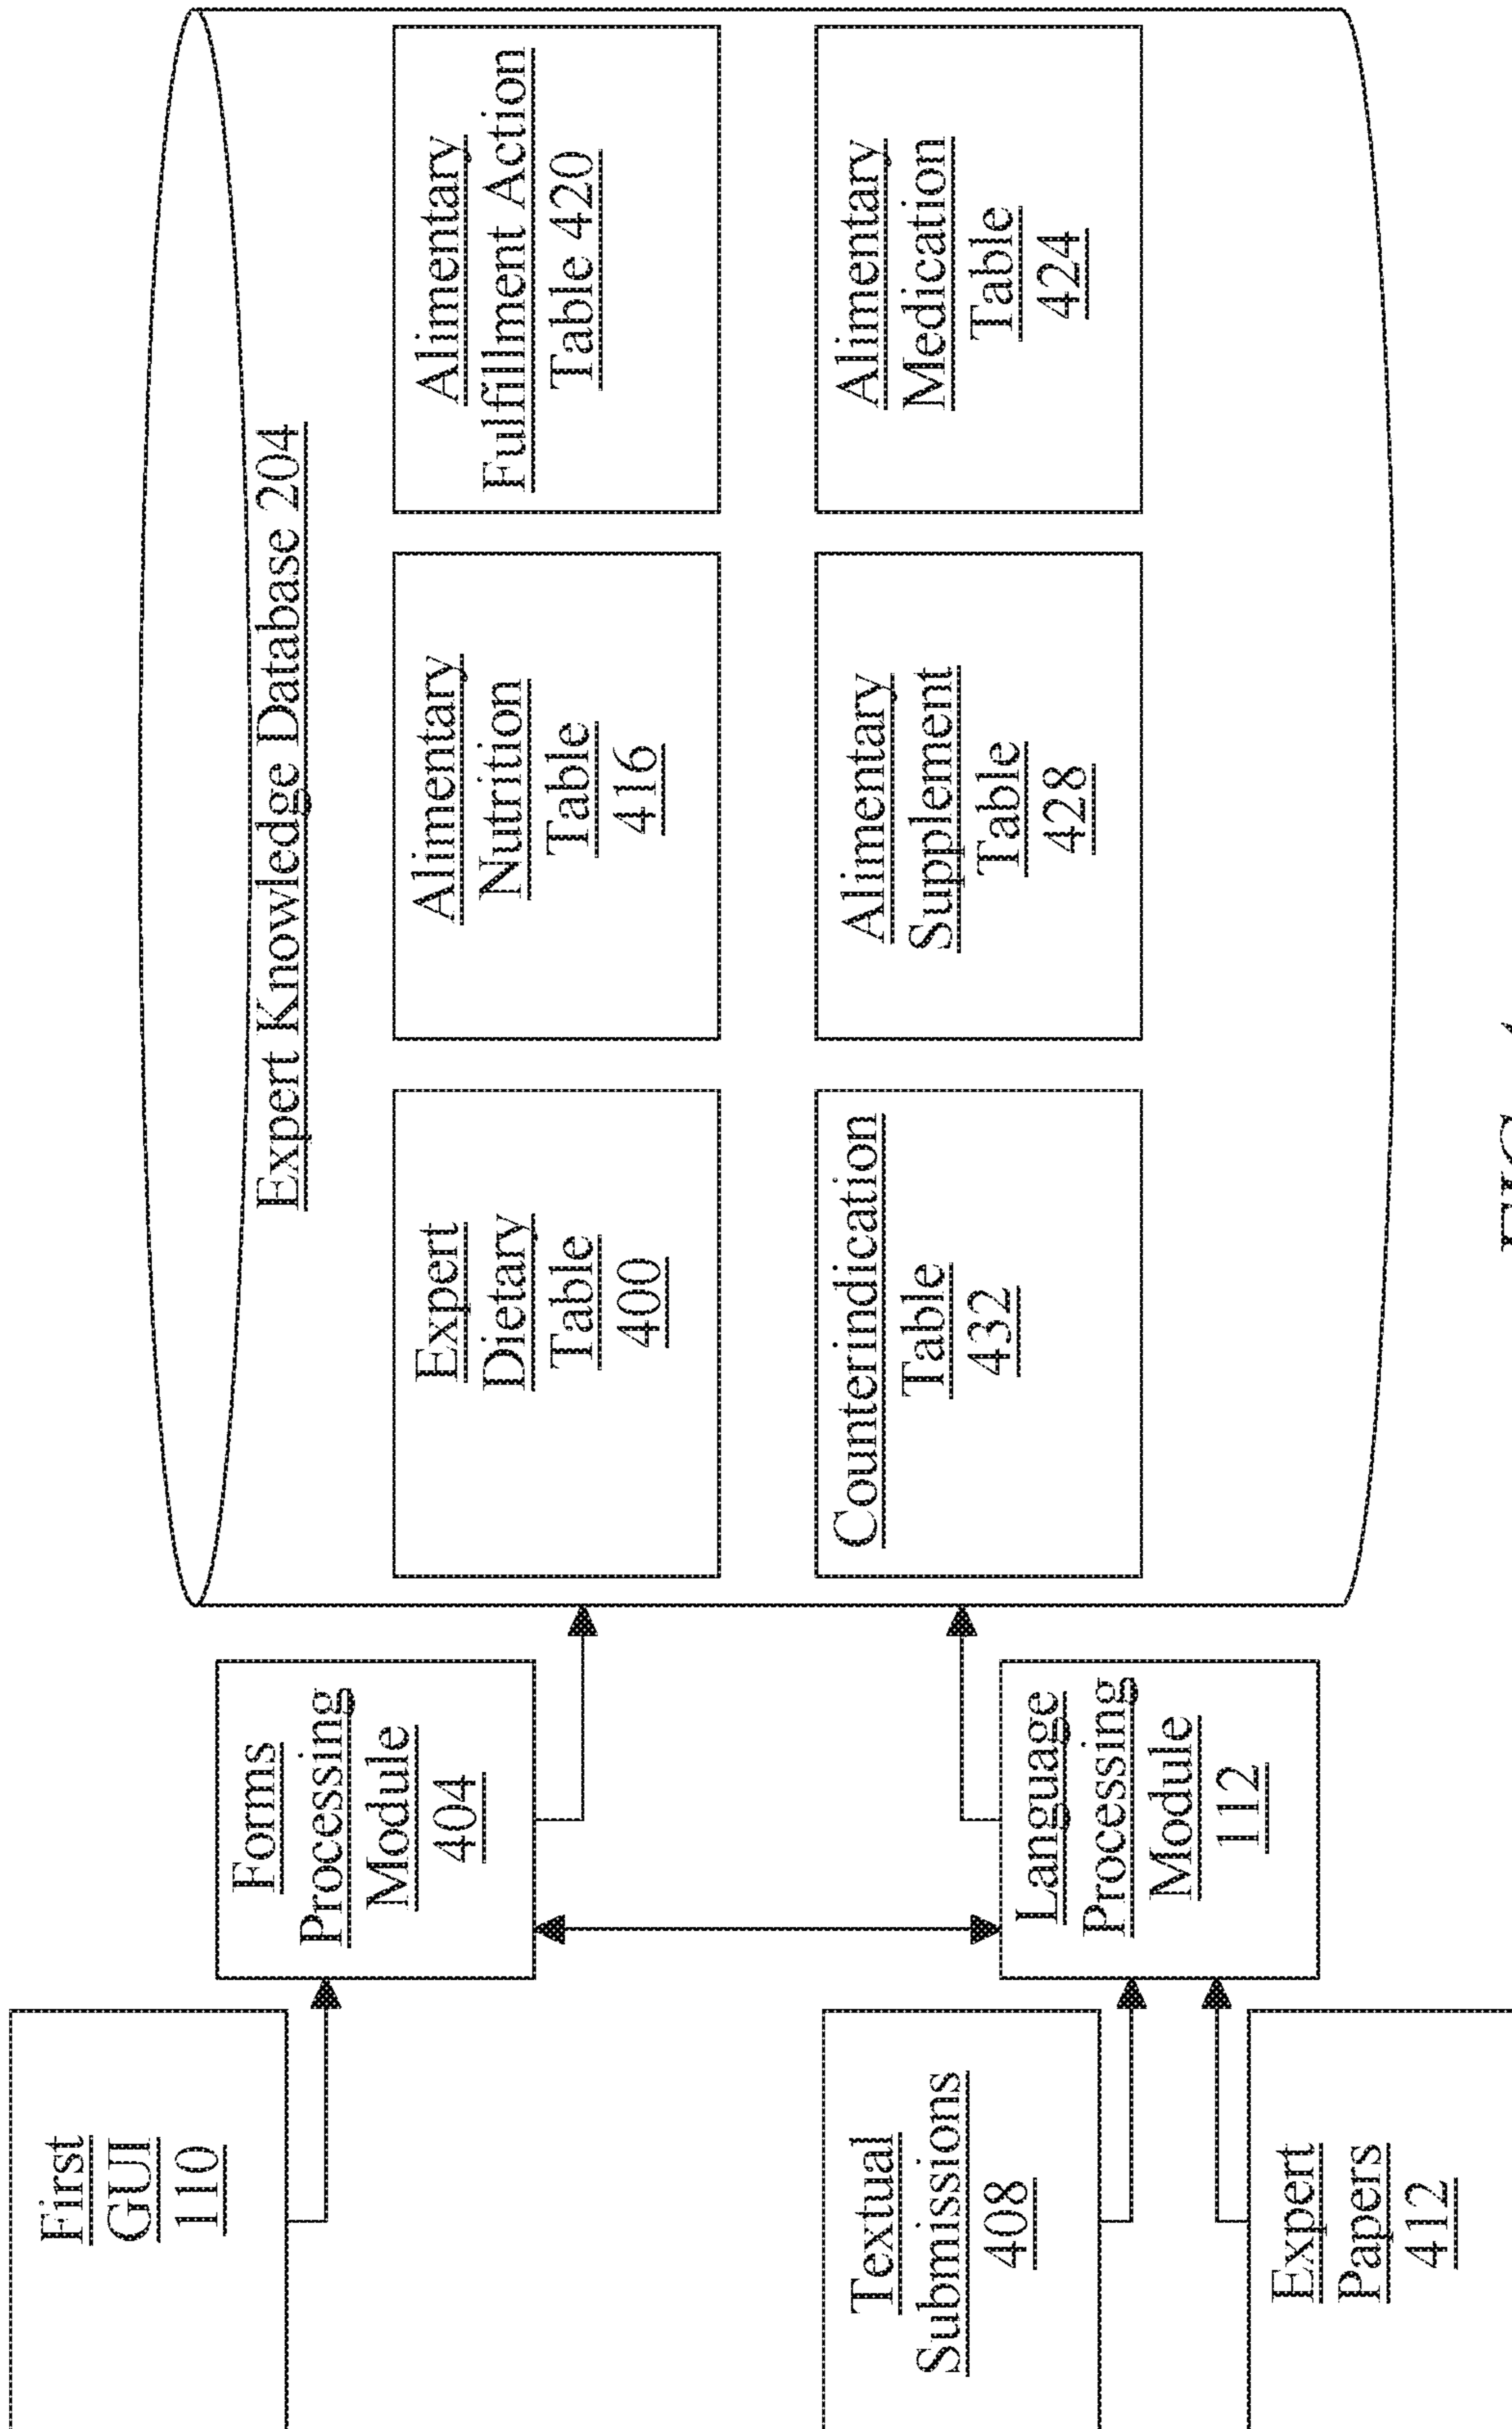 Expert Knowledge Database 204
First
GUI
110
Forms
Processing
Module
404
Expert
Dietary
Table
400
Alimentary
Nutrition
Table
416
Alimentary
Fulfillment Action
Table 420
Textual
Submissions
408
Language
Processing
Module
112
Counterindication
Table
432
Alimentary
Supplement
Table
428
Alimentary
Medication
Table
424
Expert
Papers
412